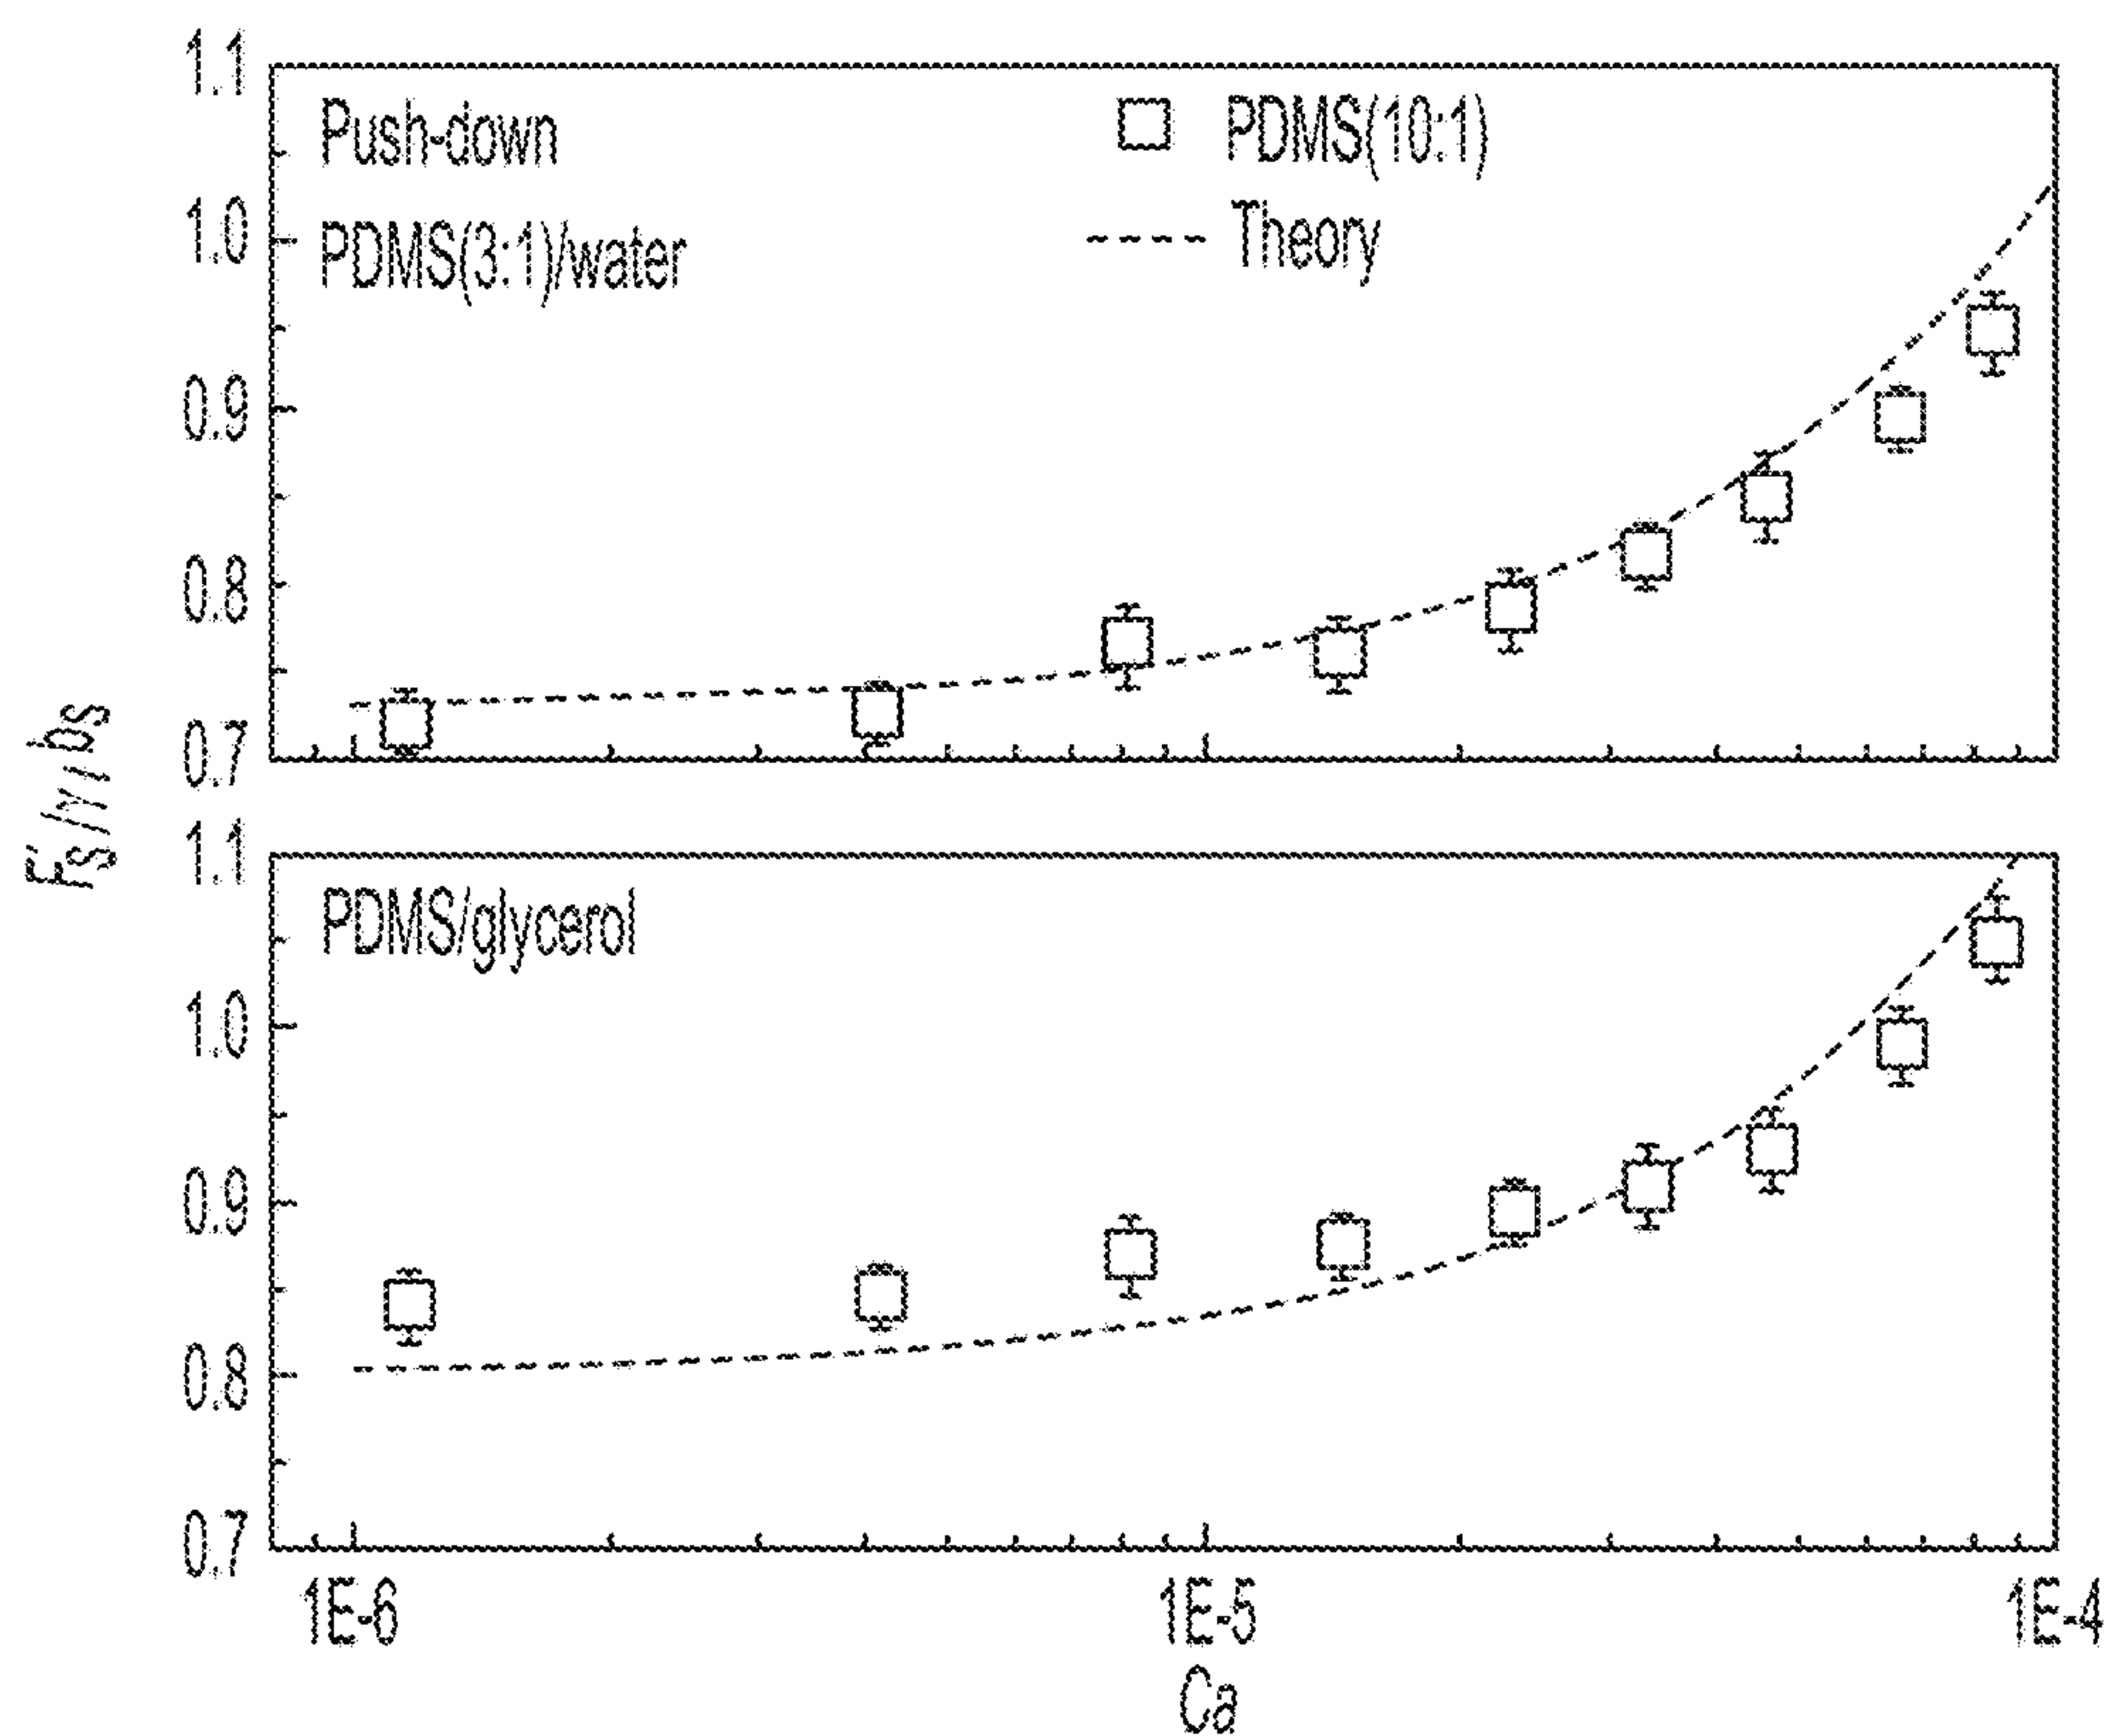 1.1
Push-down
PDMS(10:1)
1.0
PDMS(3:1)/water
Theory
0.9
0.8
0.7
1.1
PDMS/glycerol
1.0
0.9
0.8
0.7
1E-6
1E-5
1E-4
Ca